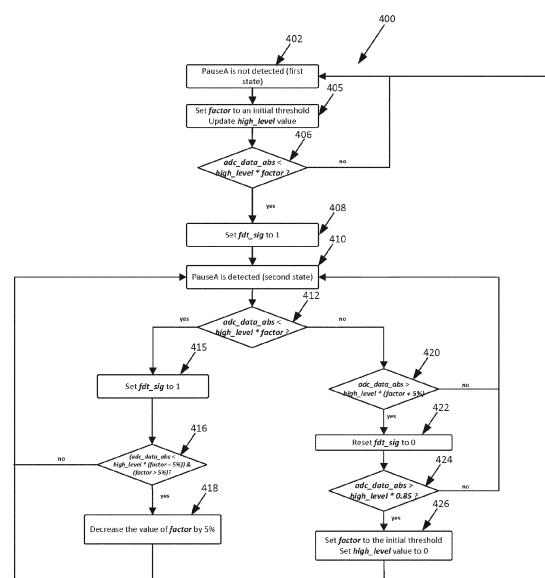 400
402
PauseA is not detected (first
state)
405
Set factor to an initial threshold
Update high_level value
406
adc_data_abs <
high_level * factor ?
no
yes
408
Set fdt_sig to 1
410
PauseA is detected (second state)
412
adc_data_abs <
high_level * factor ?
yes
no
415
Set fdt_sig to 1
420
adc_data_abs >
high_level * (factor + 5%)
no
yes
422
Reset fdt_sig to 0
416
(adc_data_abs <
high_level * (factor – 5%)) &
(factor > 5%)?
no
yes
424
adc_data_abs >
high_level * 0.85 ?
no
yes
418
Decrease the value of factor by 5%
426
Set factor to the initial threshold
Set high_level value to 0